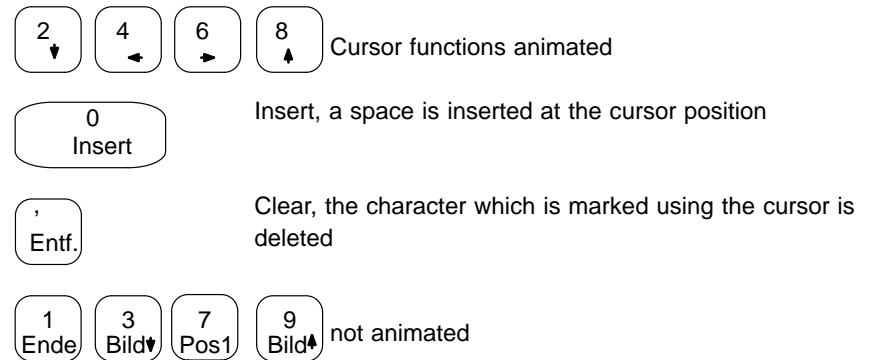 2 4 6 8
Cursor functions animated
0
Insert
Insert, a space is inserted at the cursor position
,
Entf.
Clear, the character which is marked using the cursor is
deleted
1 3 7 9
Ende Bild Pos1 Bild
not animated